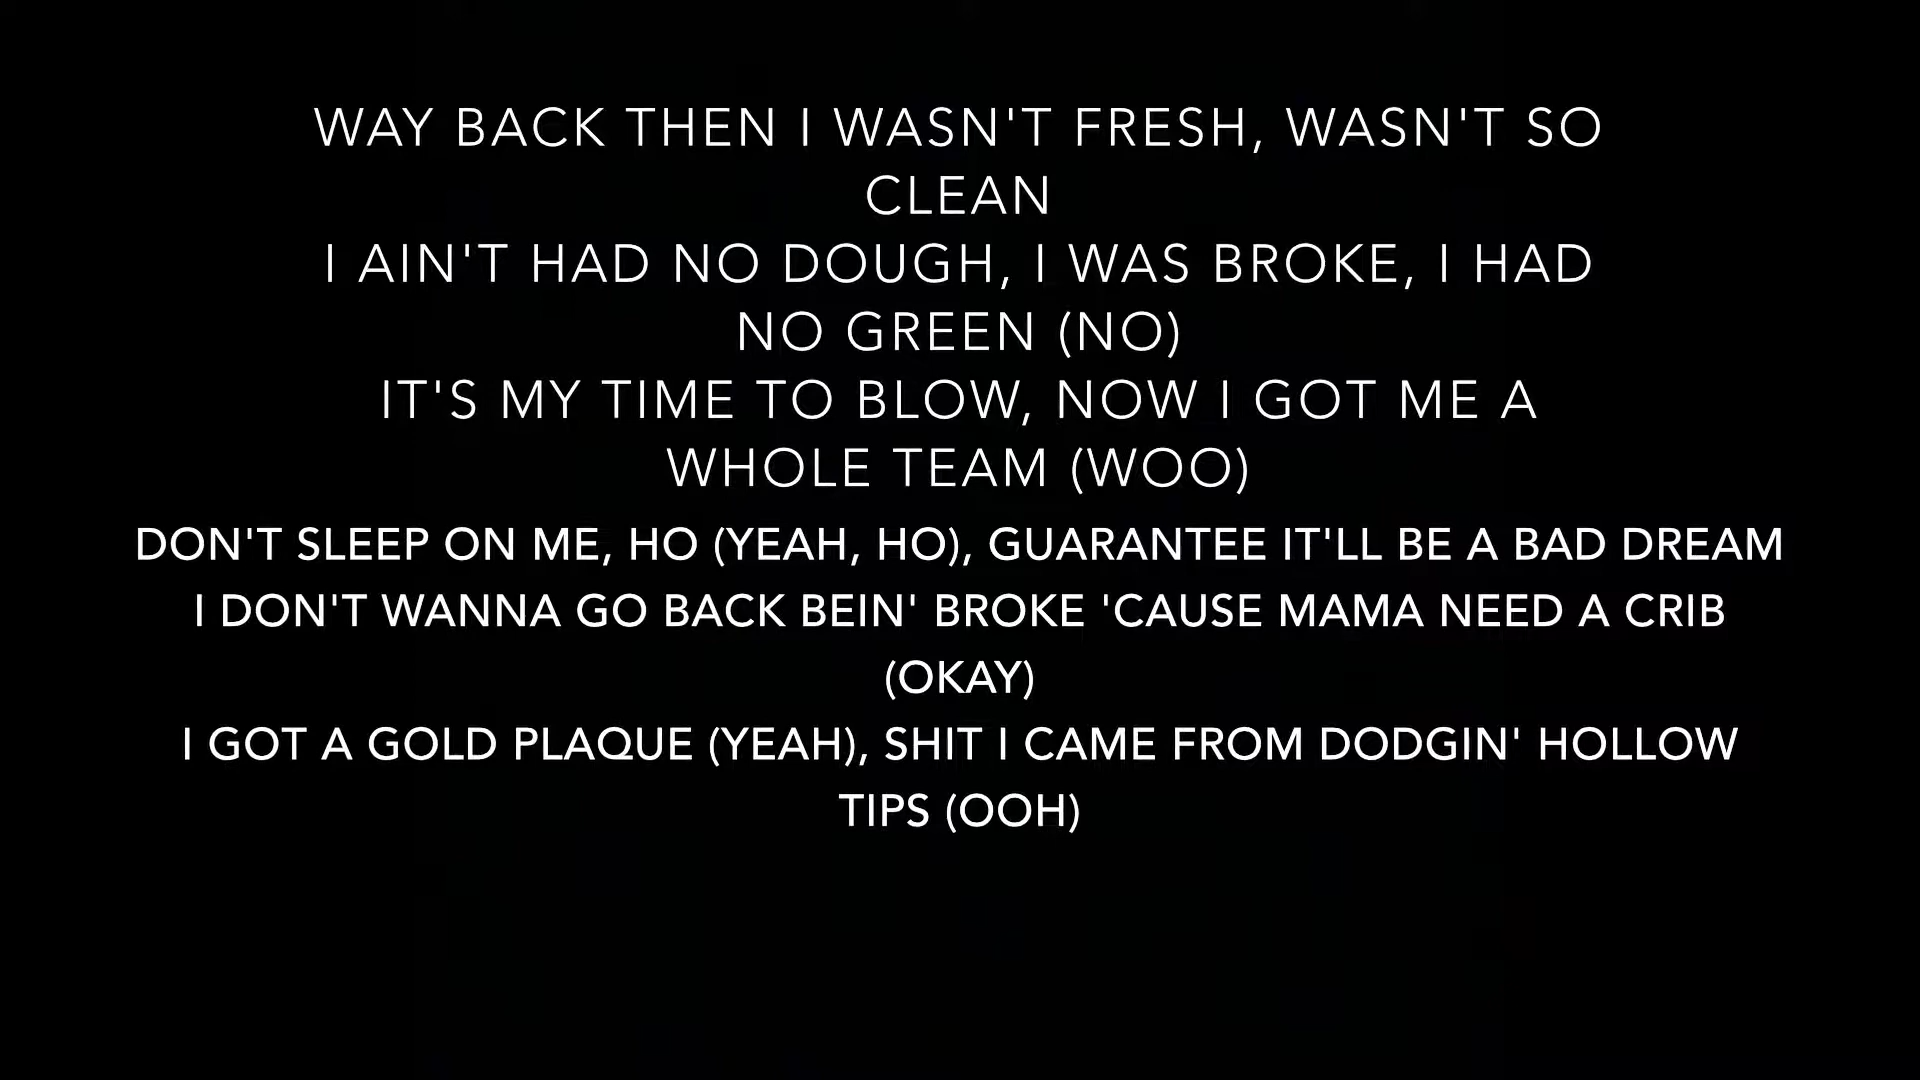 WAY BACK THEN I WASN'T FRESH, WASN'T SO
CLEAN
I AIN'T HAD NO DOUGH, I WAS BROKE, I HAD
NO GREEN (NO)
IT'S MY TIME TO BLOW, NOW I GOT ME A
WHOLE TEAM (WOO)
DON'T SLEEP ON ME, HO (YEAH, HO), GUARANTEE IT'LL BE A BAD DREAM
I DON'T WANNA GO BACK BEIN' BROKE 'CAUSE MAMA NEED A CRIB
(OKAY)
I GOT A GOLD PLAQUE (YEAH), SHIT I CAME FROM DODGIN' HOLLOW
TIPS (OOH)